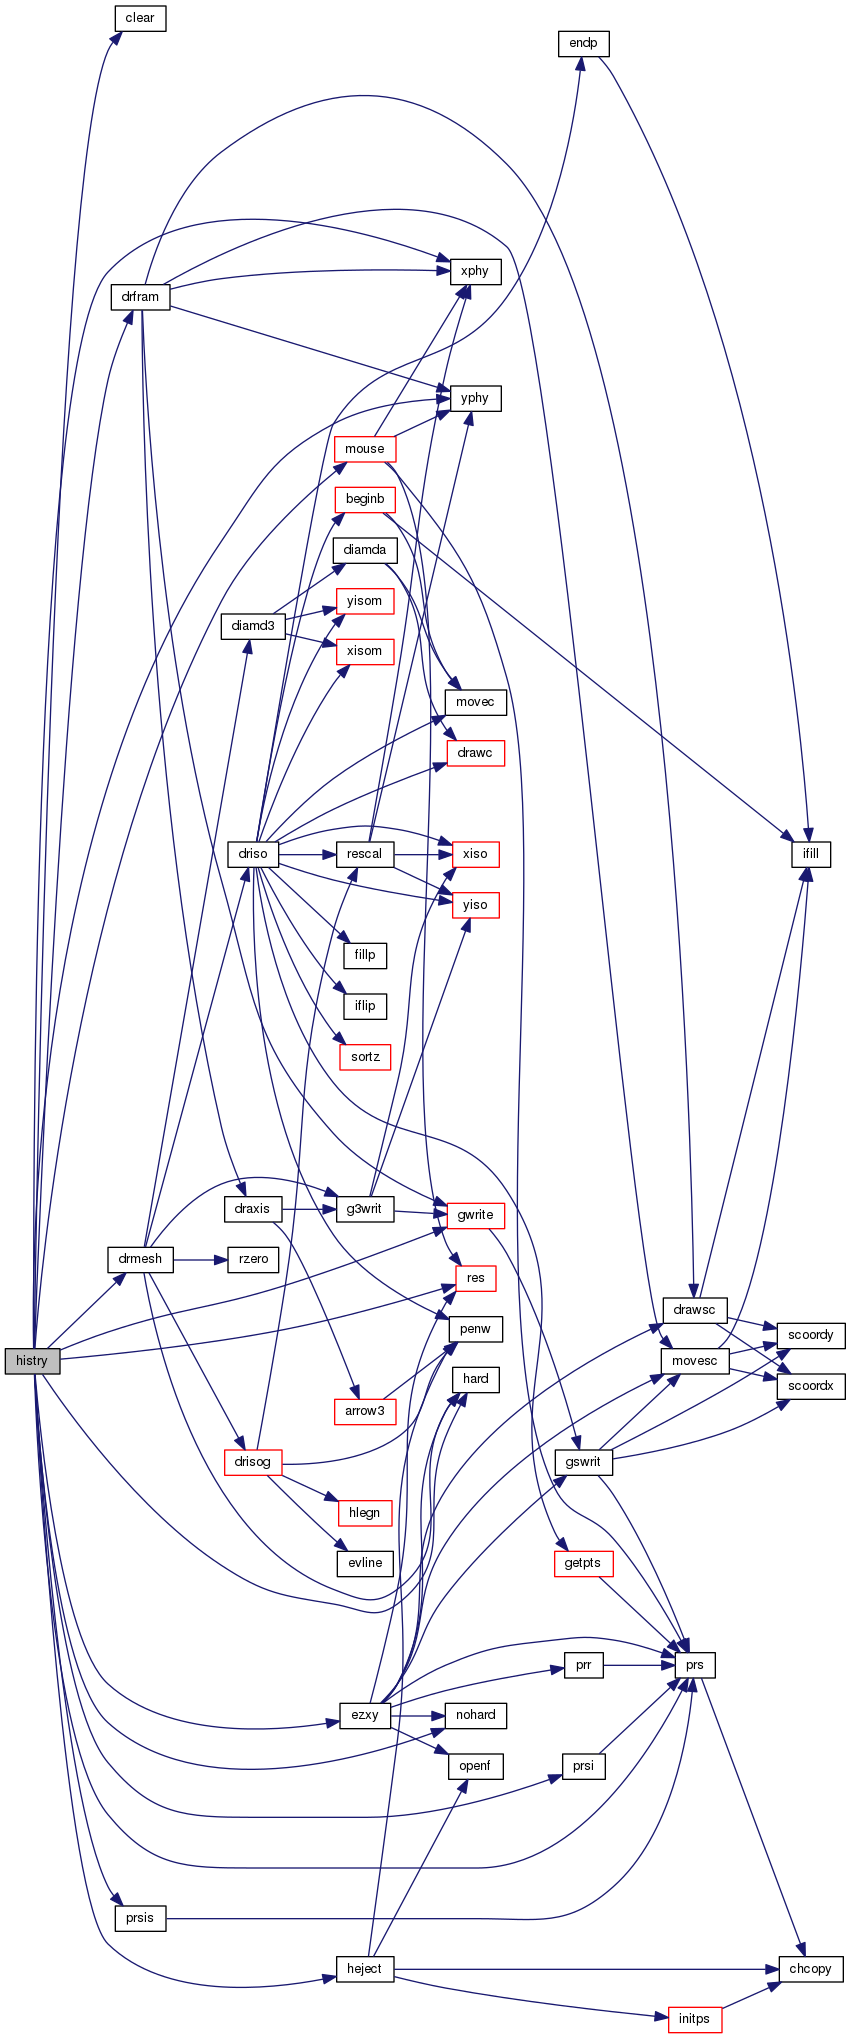 clear
endp
xphy
drfram
yphy
mouse
beginb
diamda
yisom
diamd3
xisom
movec
drawc
driso
rescal
xiso
ifill
yiso
fillp
iflip
sortz
draxis
g3writ
gwrite
drmesh
rzero
res
drawsc
penw
scoordy
histry
movesc
hard
scoordx
arrow3
drisog
gswrit
hlegn
evline
getpts
prr
prs
ezxy
nohard
openf
prsi
prsis
heject
chcopy
initps